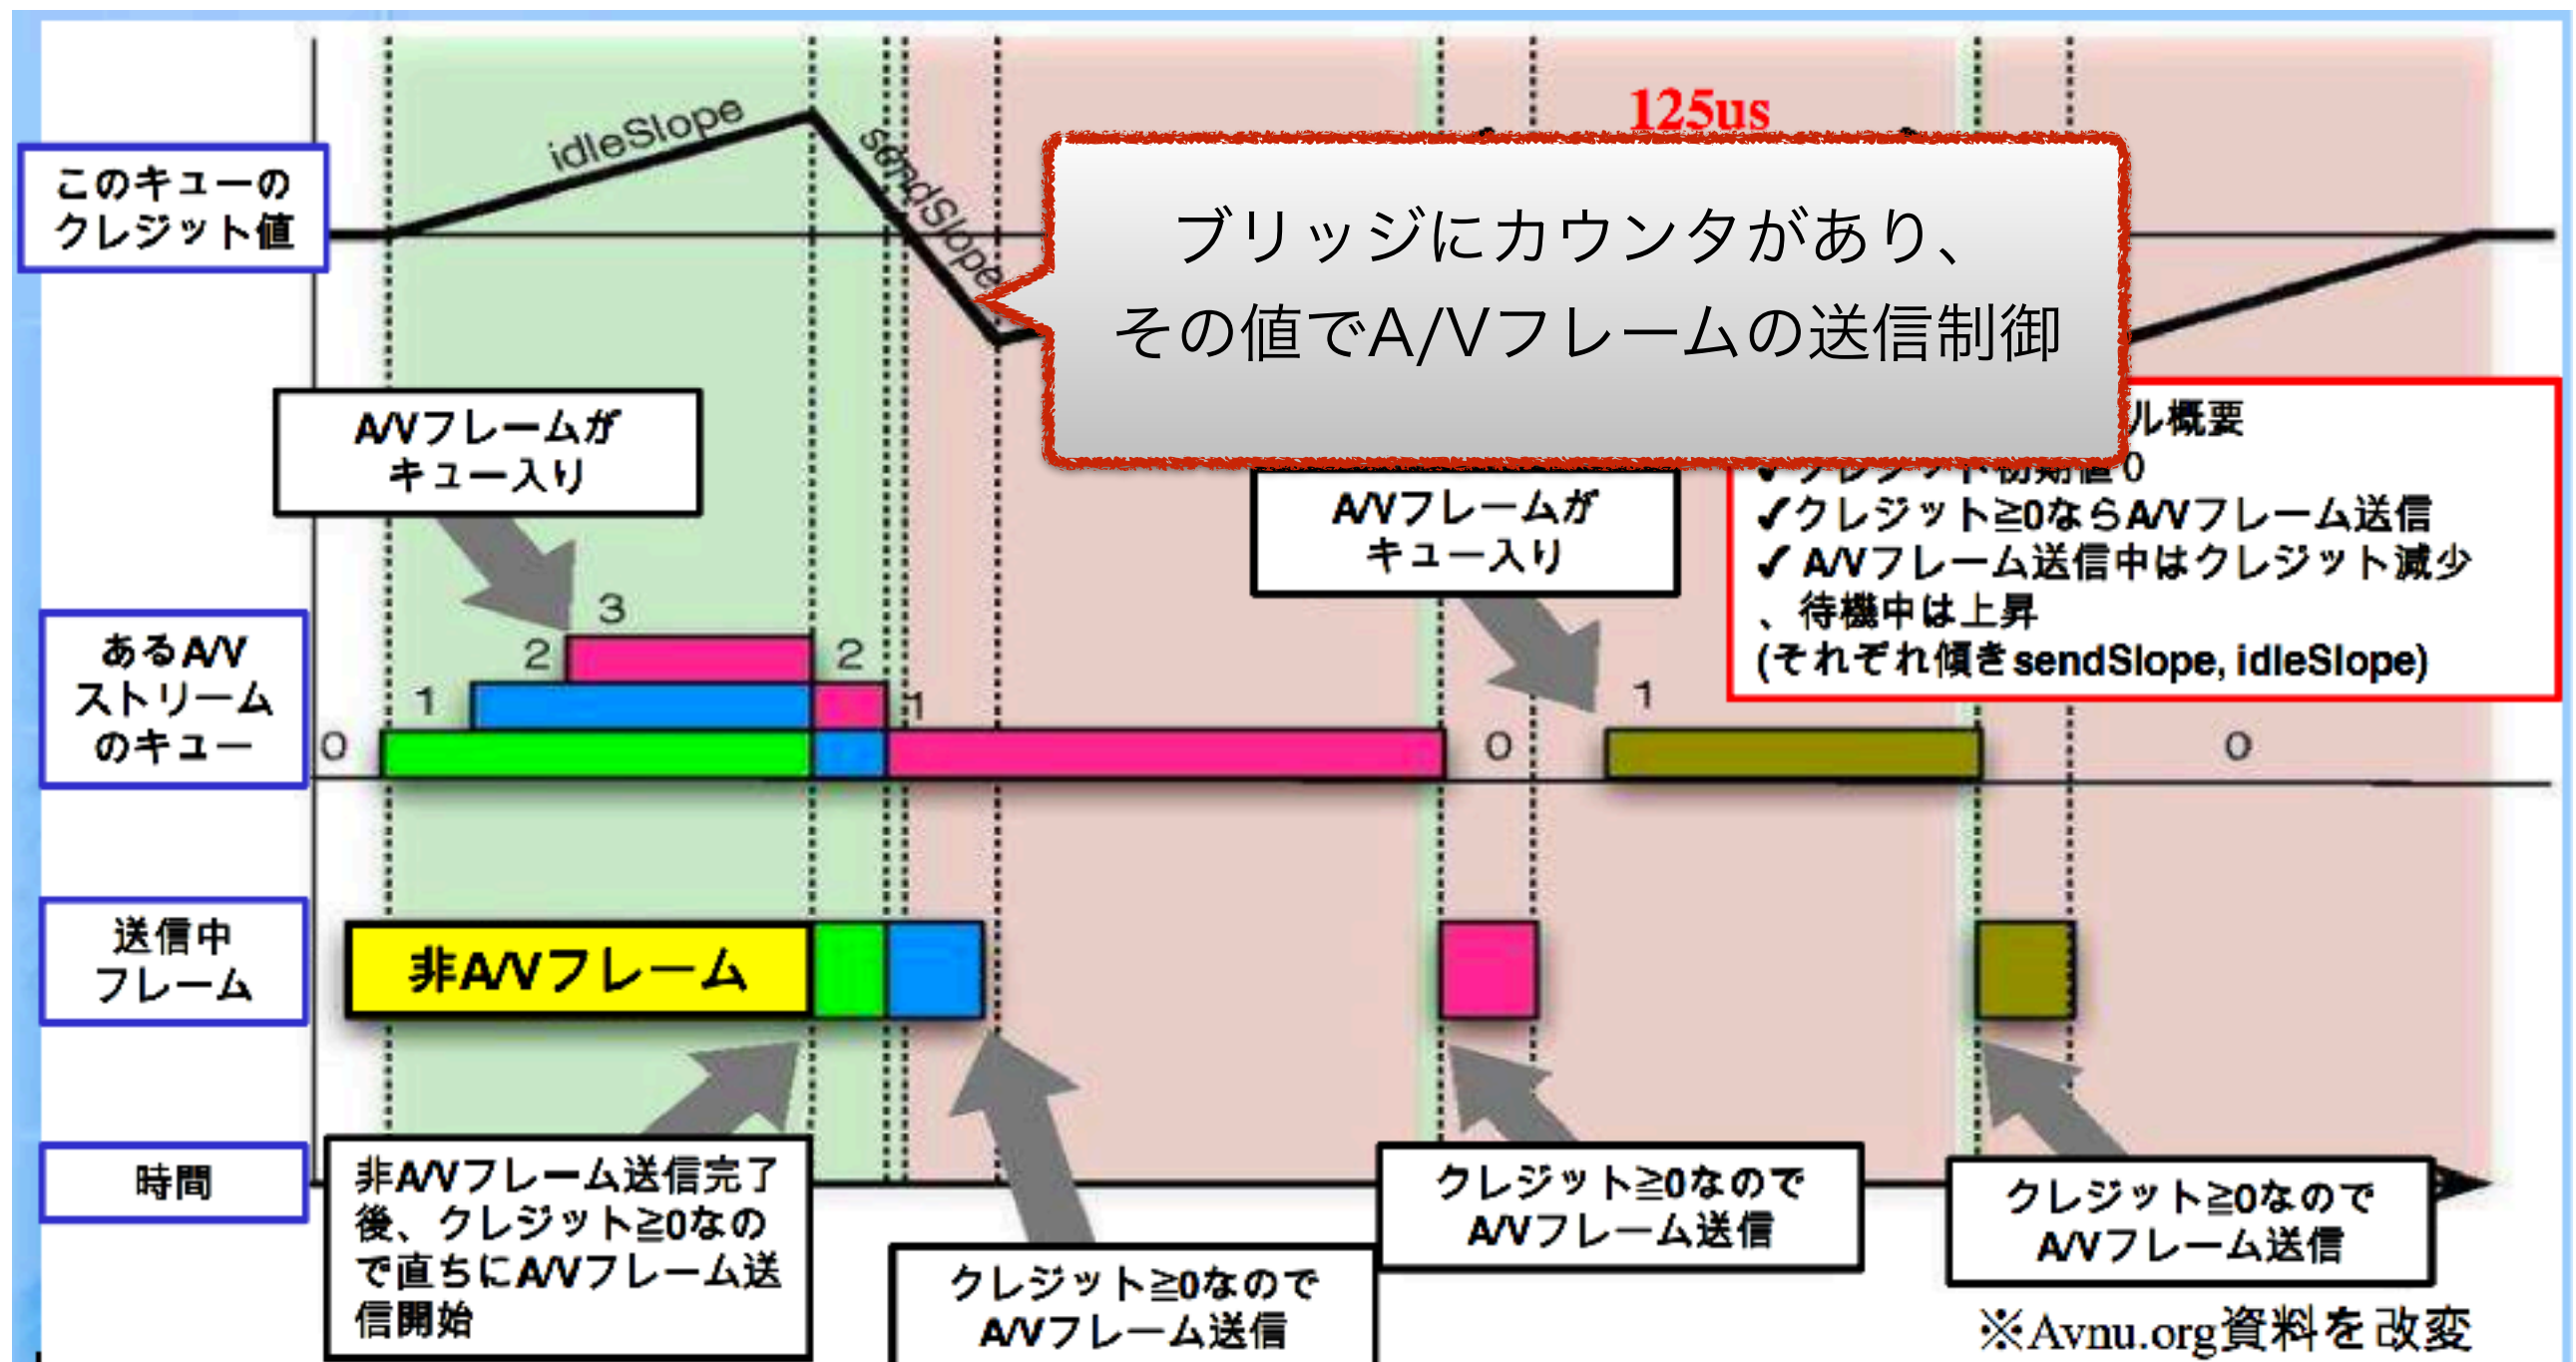 125us
idleSlope
sendSlope
このキューの
クレジット値
ブリッジにカウンタがあり、
その値でA/Vフレームの送信制御
A/Vフレームが
キュー入り
A/Vフレームが
キュー入り
ル概要
✓クレジット初期値0
✓クレジット≧0ならA/Vフレーム送信
✓A/Vフレーム送信中はクレジット減少
、待機中は上昇
(それぞれ傾きsendSlope, idleSlope)
あるA/V
ストリーム
のキュー
0
1
2
3
2
1
0
1
0
送信中
フレーム
非A/Vフレーム
時間
非A/Vフレーム送信完了
後、クレジット≧0なの
で直ちにA/Vフレーム送
信開始
クレジット≧0なので
A/Vフレーム送信
クレジット≧0なので
A/Vフレーム送信
クレジット≧0なので
A/Vフレーム送信
※Avnu.org資料を改変